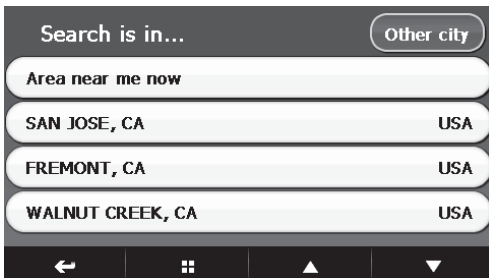 Search is in...
Other city
Area near me now
SAN JOSE, CA USA
FREMONT, CA USA
WALNUT CREEK, CA USA